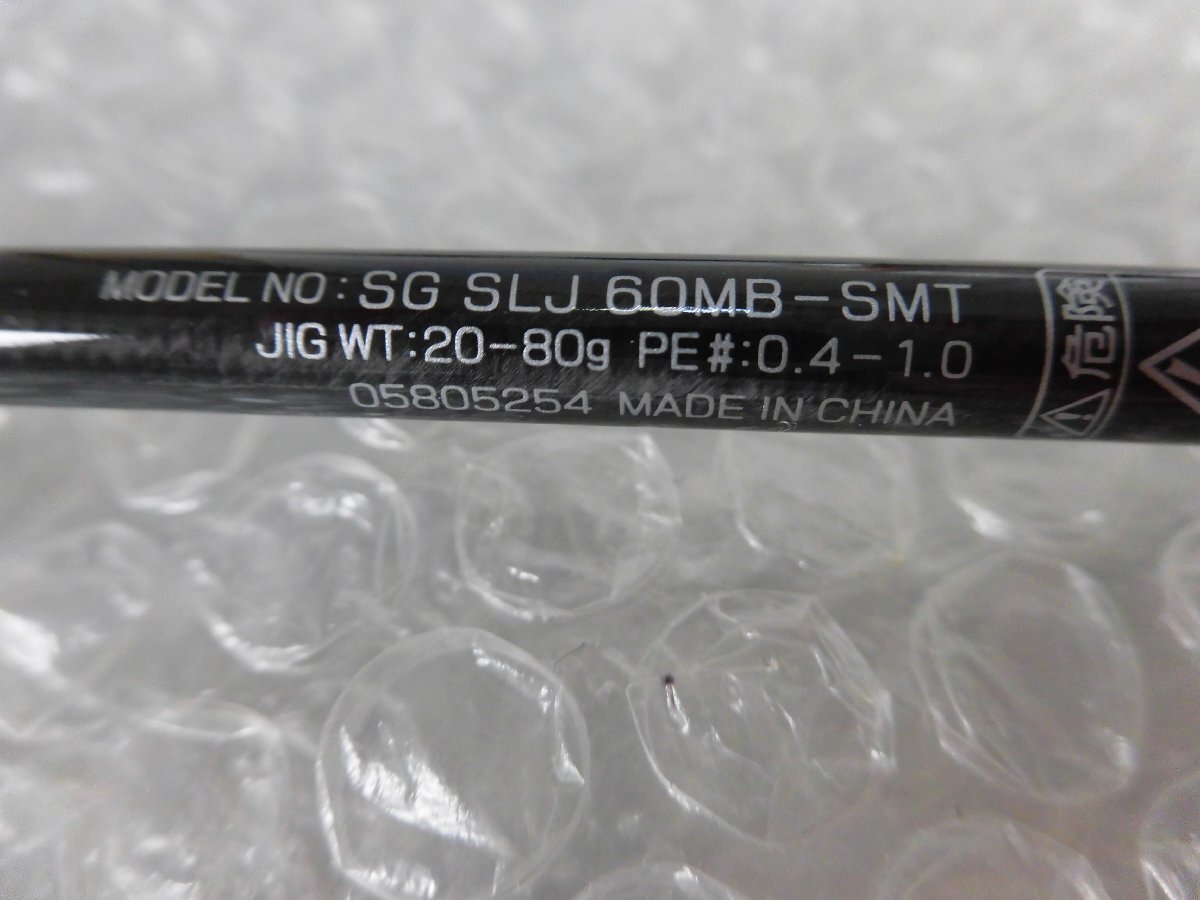 MODEL NO : SG SLJ 60MB-SMT
JIG WT:20-80g PE#:0.4-1.0
05805254 MADE IN CHINA
危険